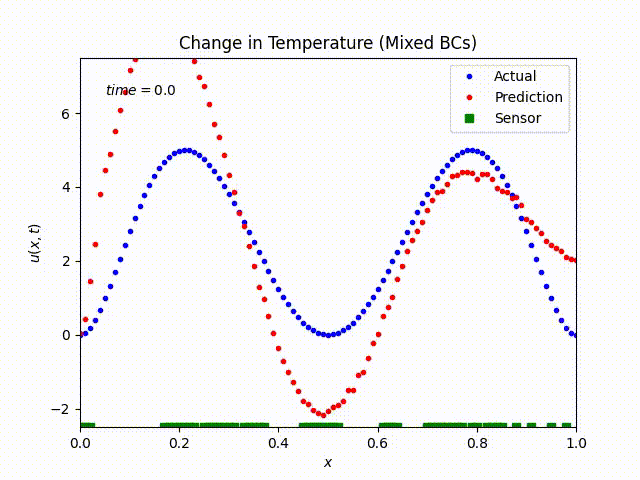 Change in Temperature (Mixed BCs)
time = 0.0
Actual
Prediction
Sensor
u(x, t)
6
4
2
0
−2
0.0 0.2 0.4 0.6 0.8 1.0
x